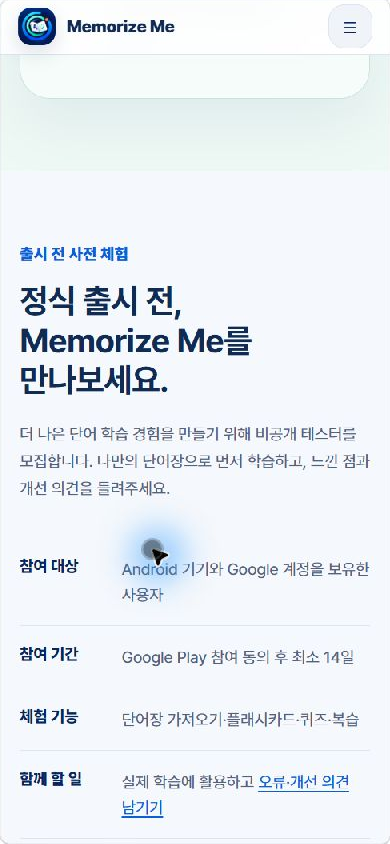 Memorize Me
출시 전 사전 체험
정식 출시 전,
Memorize Me를
만나보세요.
더 나은 단어 학습 경험을 만들기 위해 비공개 테스터를
모집합니다. 나만의 단어장으로 먼저 학습하고, 느낀 점과
개선 의견을 들려주세요.
참여 대상
Android 기기와 Google 계정을 보유한
사용자
참여 기간
Google Play 참여 동의 후 최소 14일
체험 기능
단어장 가져오기·플래시카드·퀴즈·복습
함께 할 일
실제 학습에 활용하고 오류·개선 의견
남기기